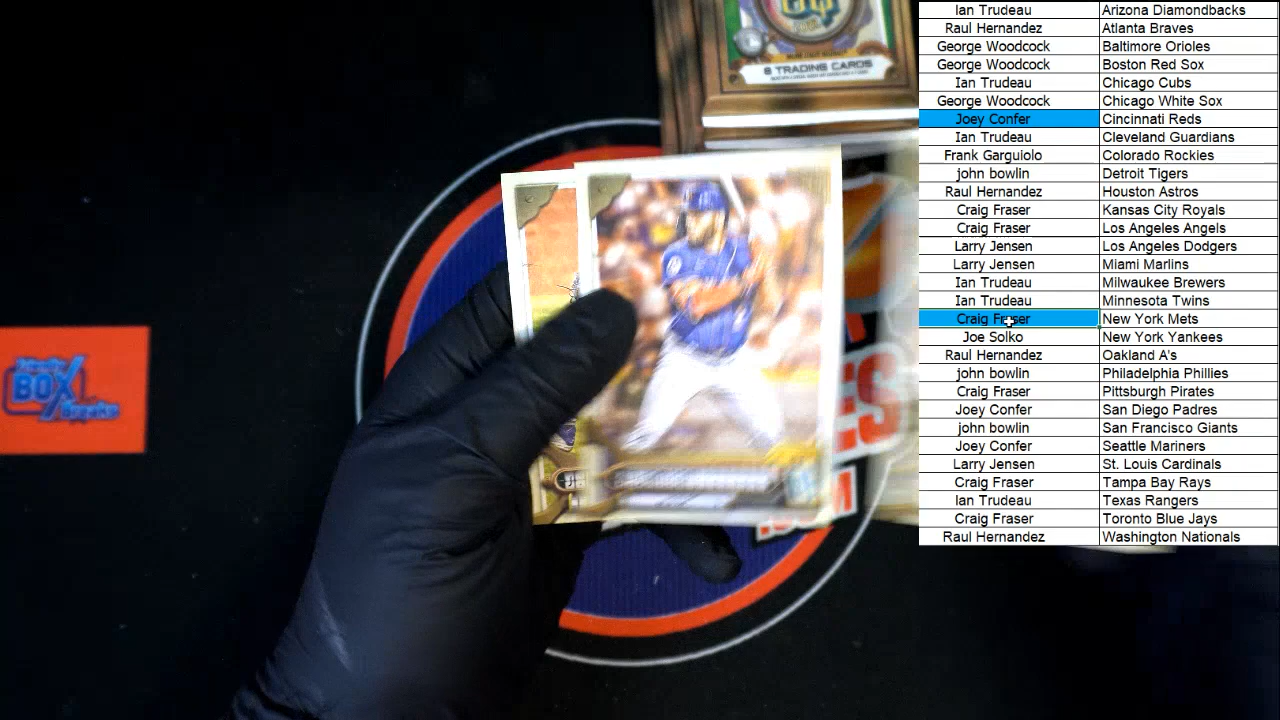 Ian Trudeau Arizona Diamondbacks
Raul Hernandez Atlanta Braves
George Woodcock Baltimore Orioles
George Woodcock Boston Red Sox
Ian Trudeau Chicago Cubs
George Woodcock Chicago White Sox
Joey Confer Cincinnati Reds
Ian Trudeau Cleveland Guardians
Frank Garguiolo Colorado Rockies
john bowlin Detroit Tigers
Raul Hernandez Houston Astros
Craig Fraser Kansas City Royals
Craig Fraser Los Angeles Angels
Larry Jensen Los Angeles Dodgers
Larry Jensen Miami Marlins
Ian Trudeau Milwaukee Brewers
Ian Trudeau Minnesota Twins
Craig Fraser New York Mets
Joe Solko New York Yankees
Raul Hernandez Oakland A's
john bowlin Philadelphia Phillies
Craig Fraser Pittsburgh Pirates
Joey Confer San Diego Padres
john bowlin San Francisco Giants
Joey Confer Seattle Mariners
Larry Jensen St. Louis Cardinals
Craig Fraser Tampa Bay Rays
Ian Trudeau Texas Rangers
Craig Fraser Toronto Blue Jays
Raul Hernandez Washington Nationals
6 TRADING CARDS
BOX
Breaks